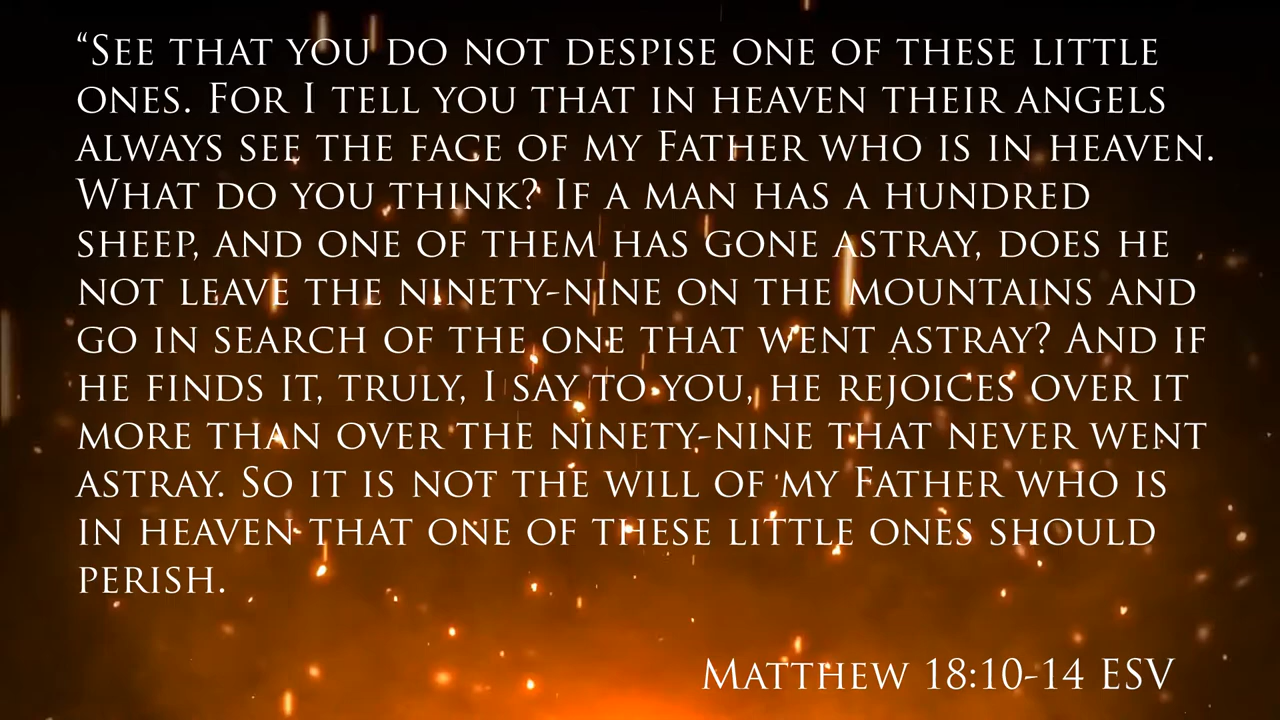 “See that you do not despise one of these little
ones. For I tell you that in heaven their angels
always see the face of my Father who is in heaven.
What do you think? If a man has a hundred
sheep, and one of them has gone astray, does he
not leave the ninety-nine on the mountains and
go in search of the one that went astray? And if
he finds it, truly, I say to you, he rejoices over it
more than over the ninety-nine that never went
astray. So it is not the will of my Father who is
in heaven that one of these little ones should
perish.
Matthew 18:10-14 ESV